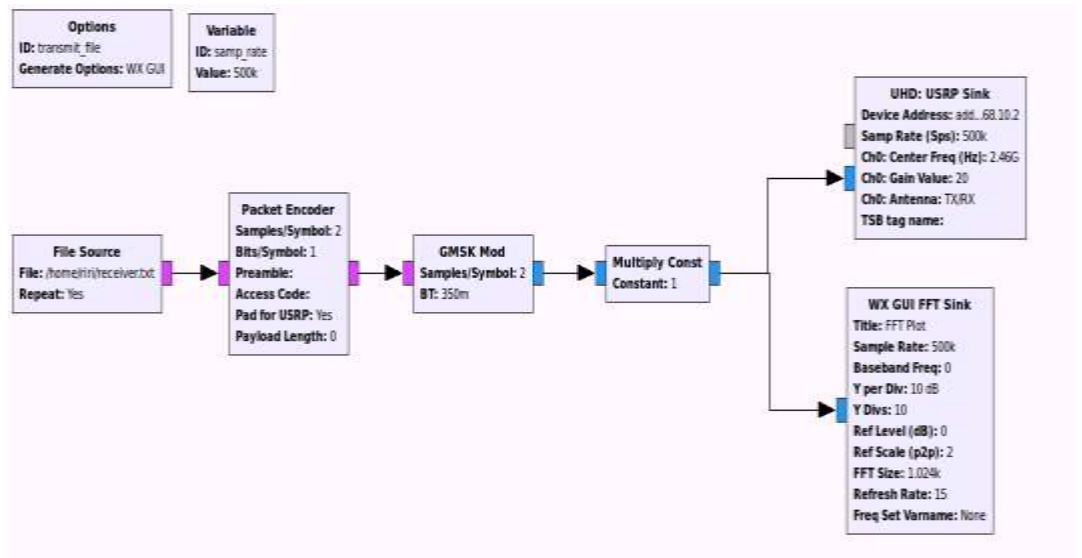 Options
ID: transmit_file
Generate Options: WX GUI
Variable
ID: samp_rate
Value: 500k
File Source
File: /home/riri/receiver.txt
Repeat: Yes
Packet Encoder
Samples/Symbol: 2
Bits/Symbol: 1
Preamble:
Access Code:
Pad for USRP: Yes
Payload Length: 0
GMSK Mod
Samples/Symbol: 2
BT: 350m
Multiply Const
Constant: 1
UHD: USRP Sink
Device Address: add...68.10.2
Samp Rate (Sps): 500k
Ch0: Center Freq (Hz): 2.46G
Ch0: Gain Value: 20
Ch0: Antenna: TX/RX
TSB tag name:
WX GUI FFT Sink
Title: FFT Plot
Sample Rate: 500k
Baseband Freq: 0
Y per Div: 10 dB
Y Divs: 10
Ref Level (dB): 0
Ref Scale (p2p): 2
FFT Size: 1.024k
Refresh Rate: 15
Freq Set Varname: None